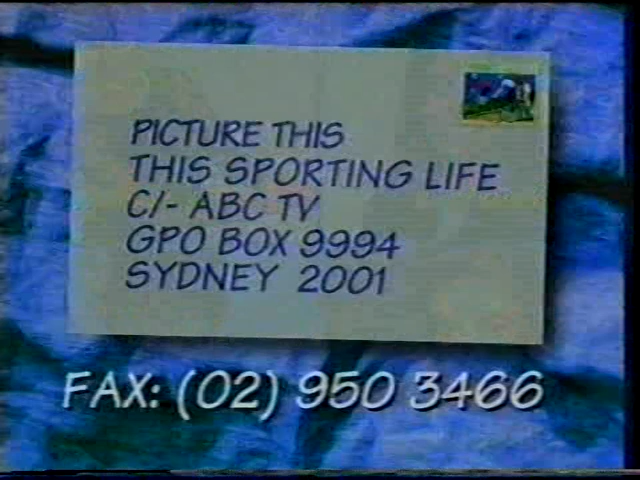 PICTURE THIS
THIS SPORTING LIFE
C/- ABC TV
GPO BOX 9994
SYDNEY 2001
FAX: (02) 950 3466